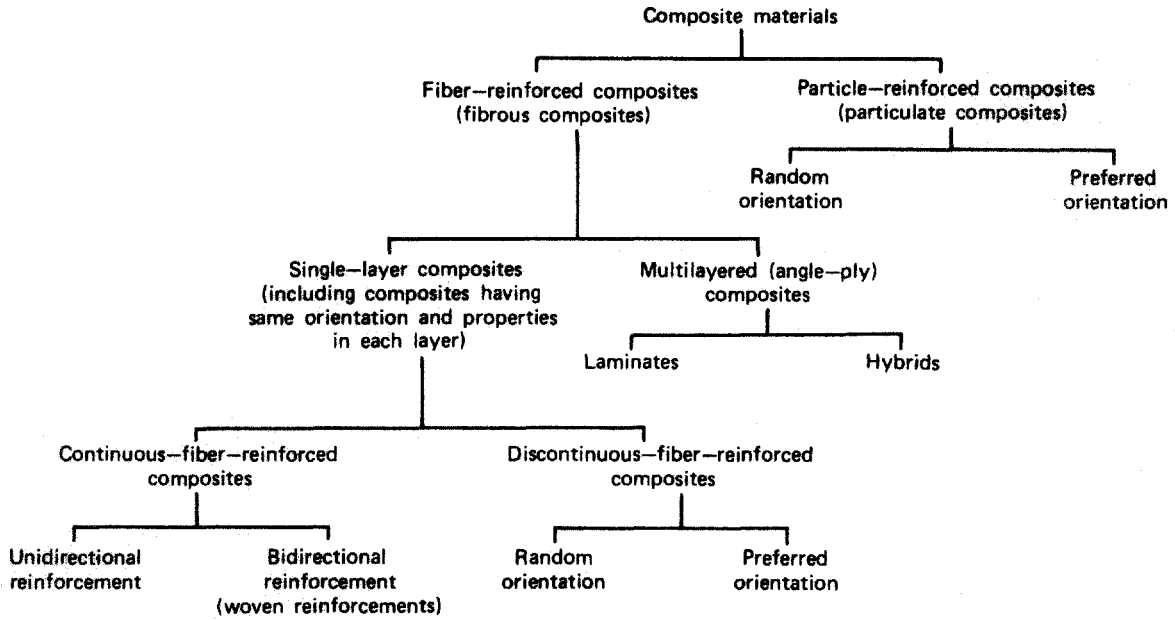 Composite materials
Fiber–reinforced composites
(fibrous composites)
Particle–reinforced composites
(particulate composites)
Random
orientation
Preferred
orientation
Single–layer composites
(including composites having
same orientation and properties
in each layer)
Multilayered (angle–ply)
composites
Laminates
Hybrids
Continuous–fiber–reinforced
composites
Discontinuous–fiber–reinforced
composites
Unidirectional
reinforcement
Bidirectional
reinforcement
(woven reinforcements)
Random
orientation
Preferred
orientation